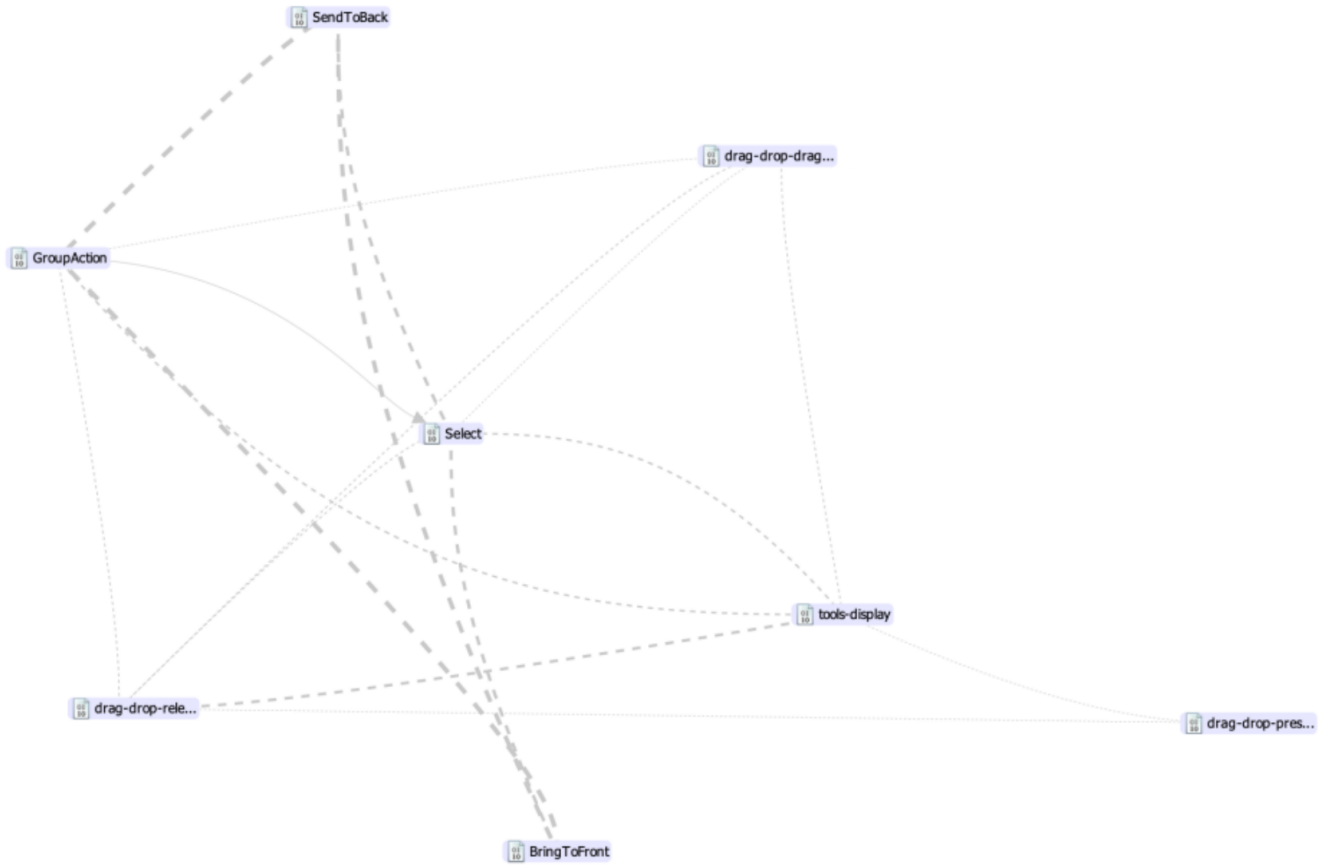 SendToBack
drag-drop-drag...
GroupAction
Select
tools-display
drag-drop-rele...
drag-drop-pres...
BringToFront